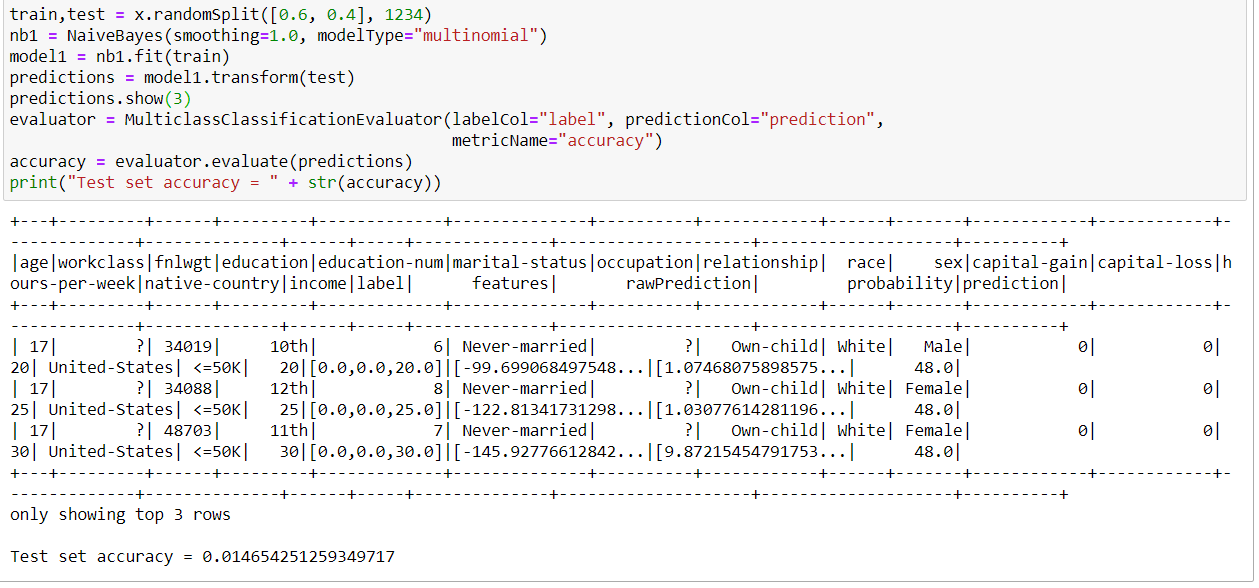 train,test = x.randomSplit([0.6, 0.4], 1234)
nb1 = NaiveBayes(smoothing=1.0, modelType="multinomial")
model1 = nb1.fit(train)
predictions = model1.transform(test)
predictions.show(3)
evaluator = MulticlassClassificationEvaluator(labelCol="label", predictionCol="prediction",
                                              metricName="accuracy")
accuracy = evaluator.evaluate(predictions)
print("Test set accuracy = " + str(accuracy))
+---+---------+------+---------+-------------+--------------+----------+------------+------+-------+------------+------------+-
-------------+--------------+------+-----+--------------+--------------------+--------------------+----------+
|age|workclass|fnlwgt|education|education-num|marital-status|occupation|relationship|  race|    sex|capital-gain|capital-loss|h
ours-per-week|native-country|income|label|      features|       rawPrediction|         probability|prediction|
+---+---------+------+---------+-------------+--------------+----------+------------+------+-------+------------+------------+-
-------------+--------------+------+-----+--------------+--------------------+--------------------+----------+
| 17|        ?| 34019|     10th|            6| Never-married|         ?|   Own-child| White|   Male|           0|           0|
20| United-States| <=50K|   20|[0.0,0.0,20.0]|[-99.699068497548...|[1.07468075898575...|      48.0|
| 17|        ?| 34088|     12th|            8| Never-married|         ?|   Own-child| White| Female|           0|           0|
25| United-States| <=50K|   25|[0.0,0.0,25.0]|[-122.81341731298...|[1.03077614281196...|      48.0|
| 17|        ?| 48703|     11th|            7| Never-married|         ?|   Own-child| White| Female|           0|           0|
30| United-States| <=50K|   30|[0.0,0.0,30.0]|[-145.92776612842...|[9.87215454791753...|      48.0|
+---+---------+------+---------+-------------+--------------+----------+------------+------+-------+------------+------------+-
-------------+--------------+------+-----+--------------+--------------------+--------------------+----------+
only showing top 3 rows
Test set accuracy = 0.014654251259349717